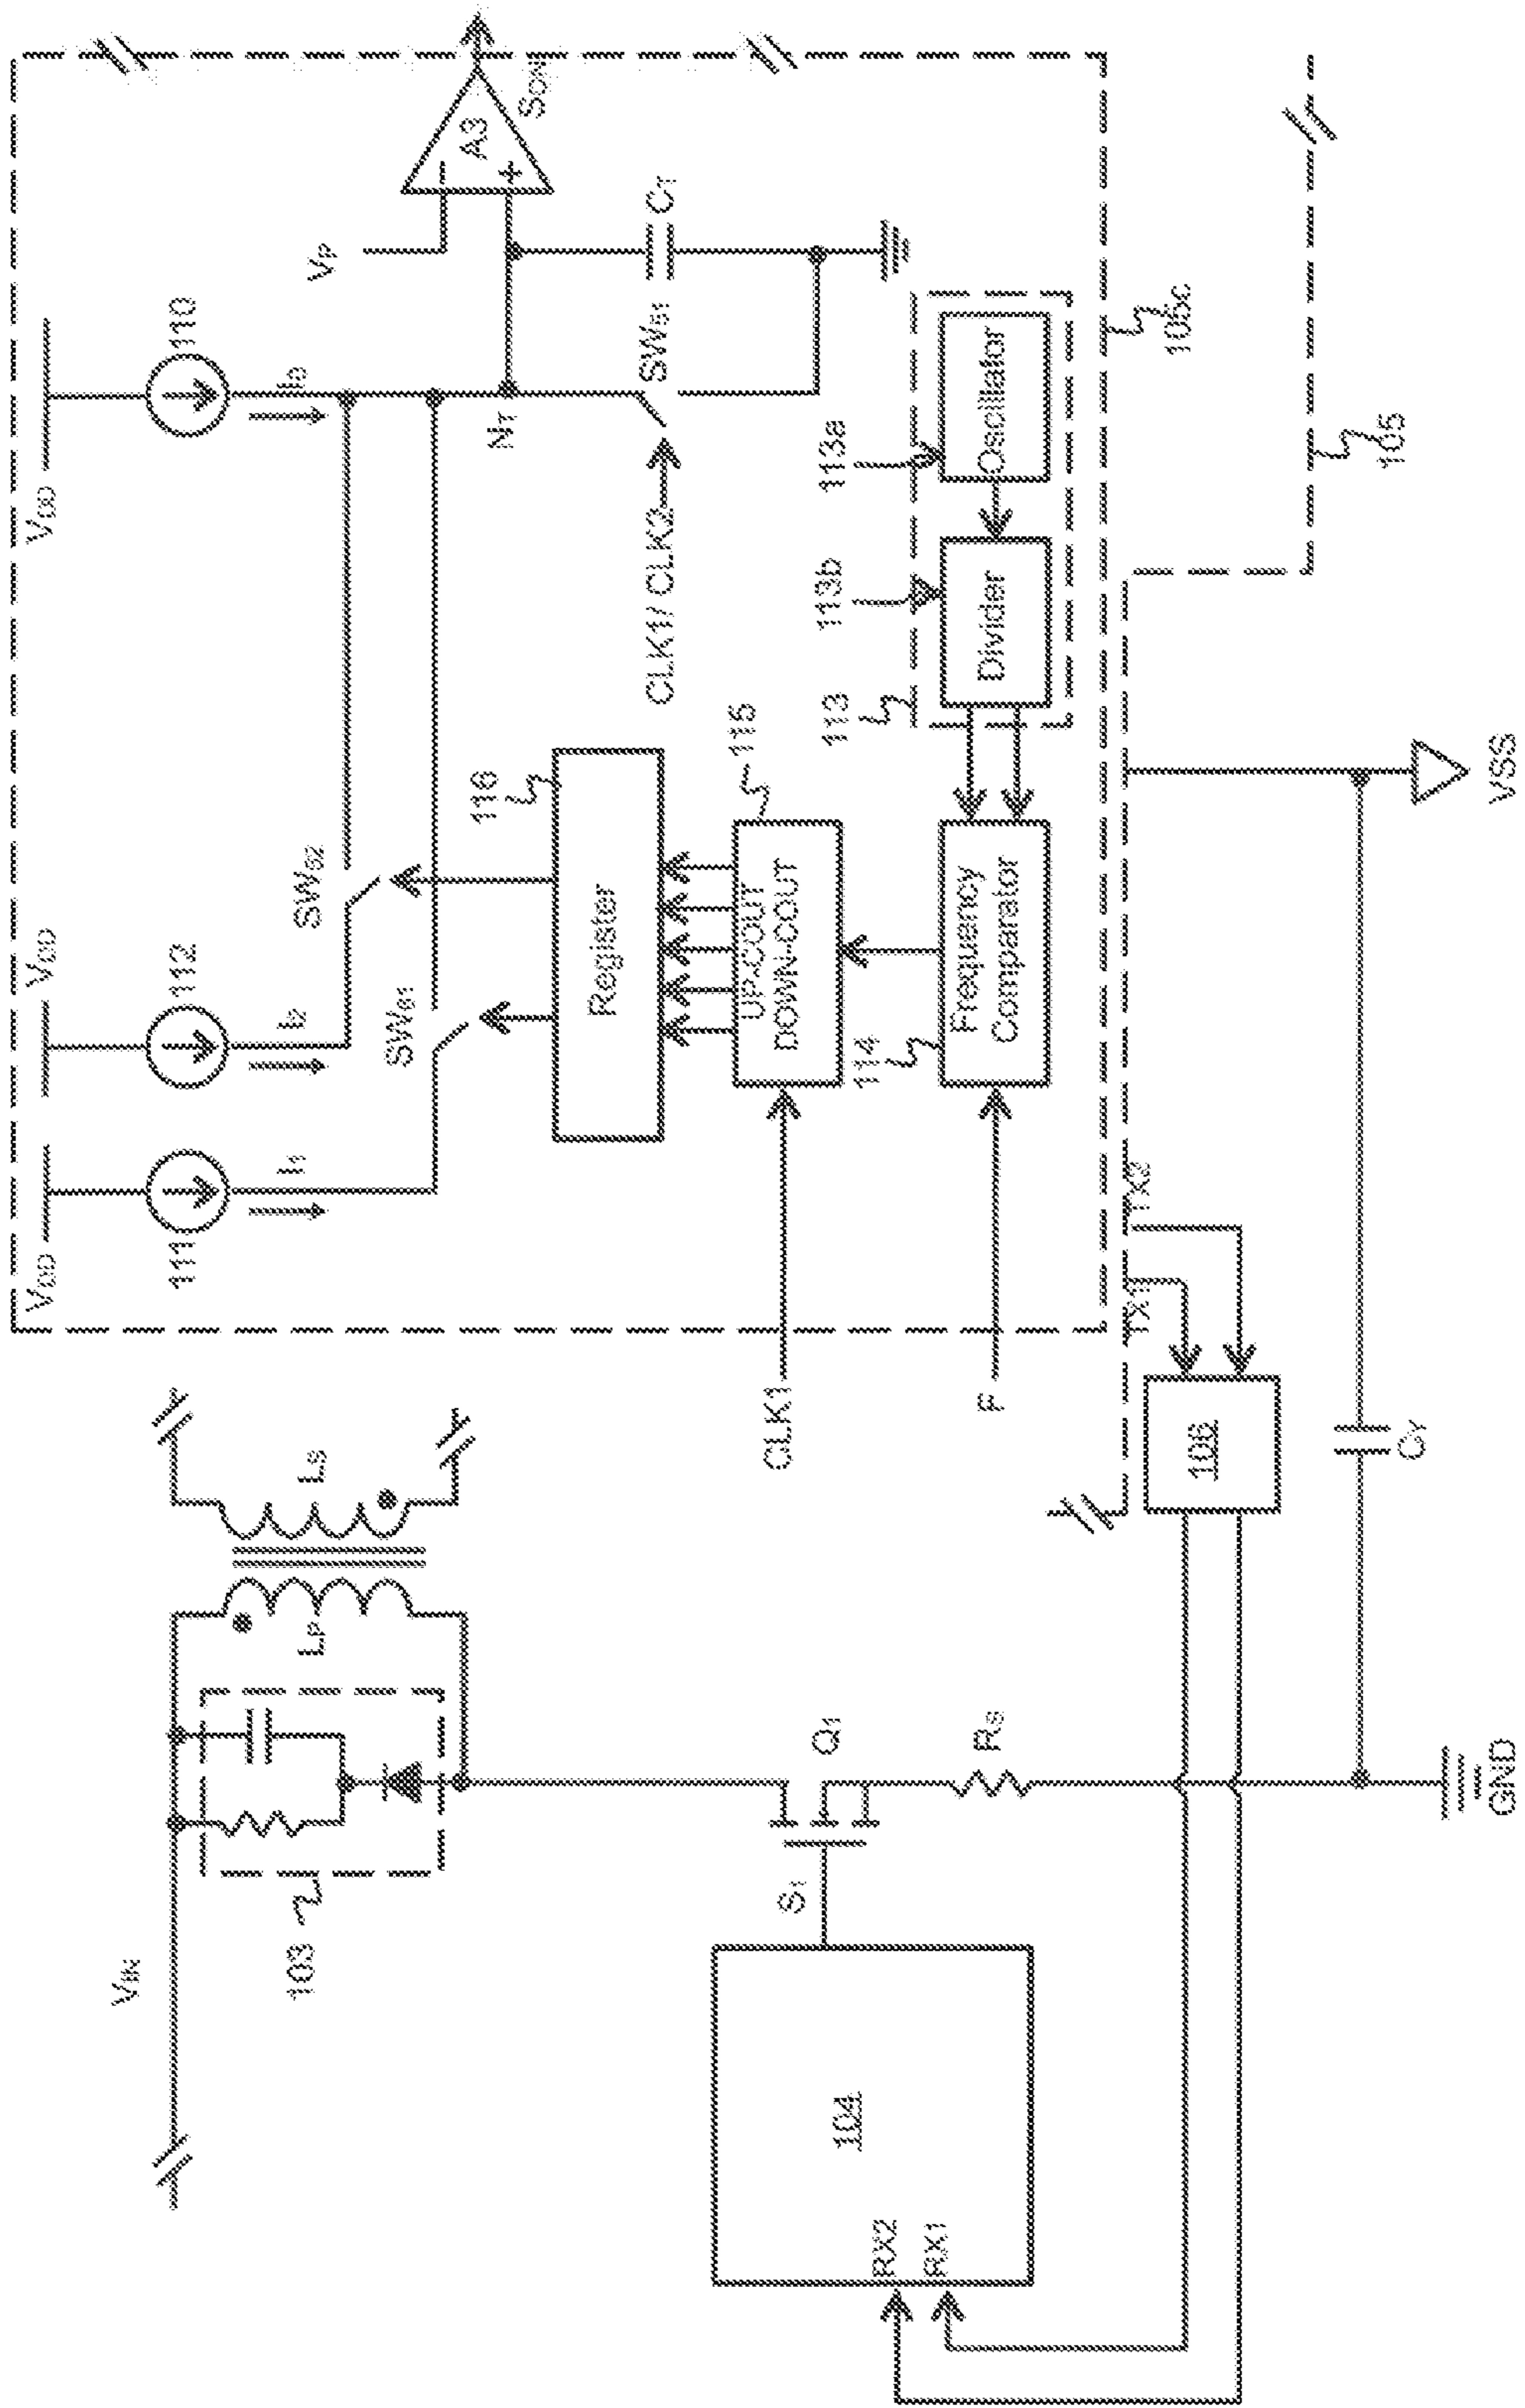 VIN
103
LP
LS
104
RX2
RX1
S1
Q1
RS
GND
CY
VSS
106
TX1
TX2
105
105c
VDD
111
I1
VDD
112
I2
VDD
110
I0
SW61
SW62
NT
VP
A3
SON
CT
SW51
CLK1/ CLK2
Register
116
UP-COUT
DOWN-COUT
115
CLK1
Frequency
Comparator
114
F
113
Divider
113b
Oscillator
113a